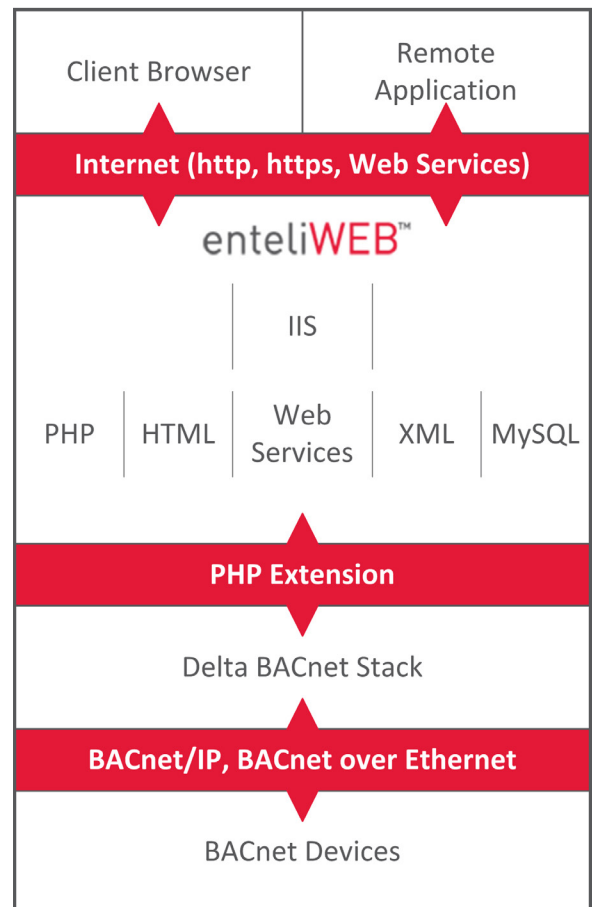 Client Browser
Remote
Application
Internet (http, https, Web Services)
enteliWEB™
IIS
PHP
HTML
Web
Services
XML
MySQL
PHP Extension
Delta BACnet Stack
BACnet/IP, BACnet over Ethernet
BACnet Devices